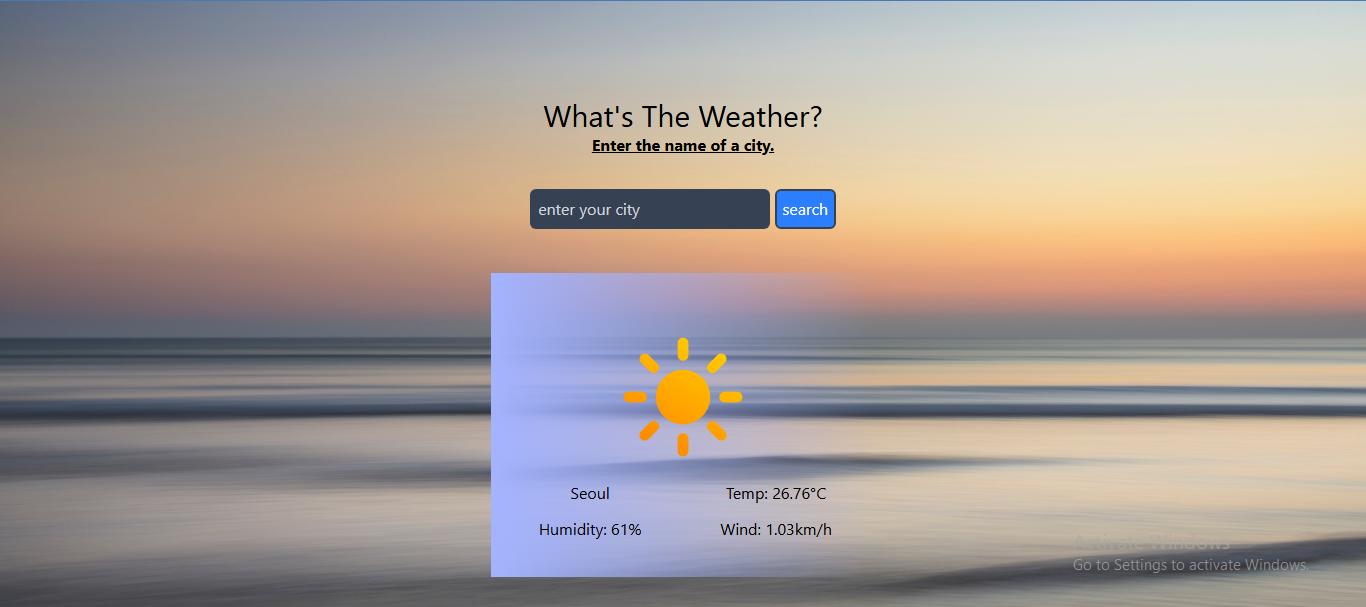 What's The Weather?
Enter the name of a city.
enter your city search
Seoul Temp: 26.76°C
Humidity: 61% Wind: 1.03km/h
Activate Windows
Go to Settings to activate Windows.